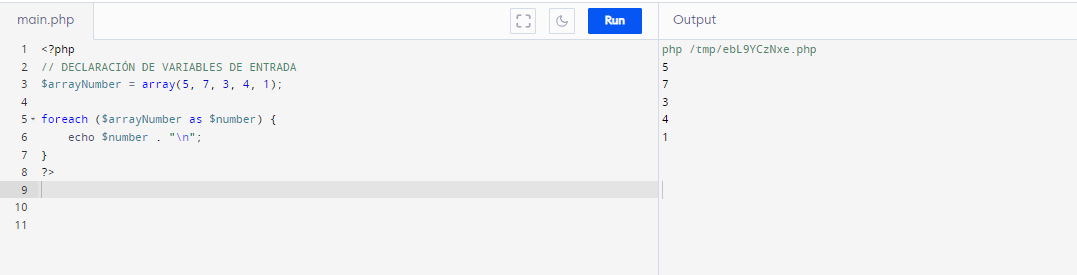 main.php
Run
Output
1 <?php
2 // DECLARACIÓN DE VARIABLES DE ENTRADA
3 $arrayNumber = array(5, 7, 3, 4, 1);
4
5 foreach ($arrayNumber as $number) {
6     echo $number . "\n";
7 }
8 ?>
9
10
11
php /tmp/ebL9YCzNxe.php
5
7
3
4
1